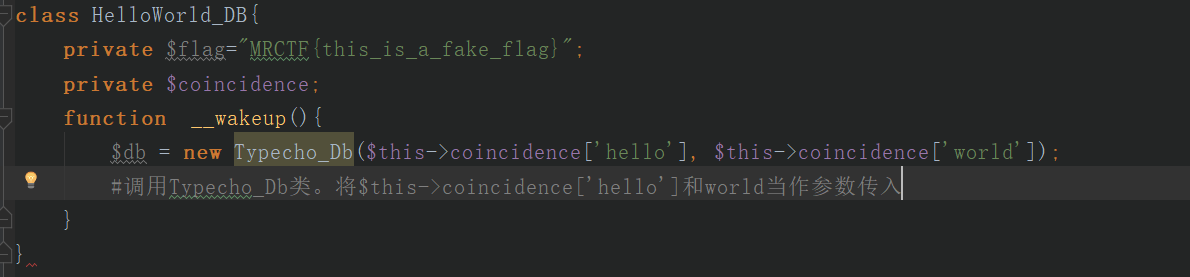 class HelloWorld_DB{
    private $flag="MRCTF{this_is_a_fake_flag}";
    private $coincidence;
    function  __wakeup(){
        $db = new Typecho_Db($this->coincidence['hello'], $this->coincidence['world']);
        #调用Typecho_Db类。将$this->coincidence['hello']和world当作参数传入
    }
}